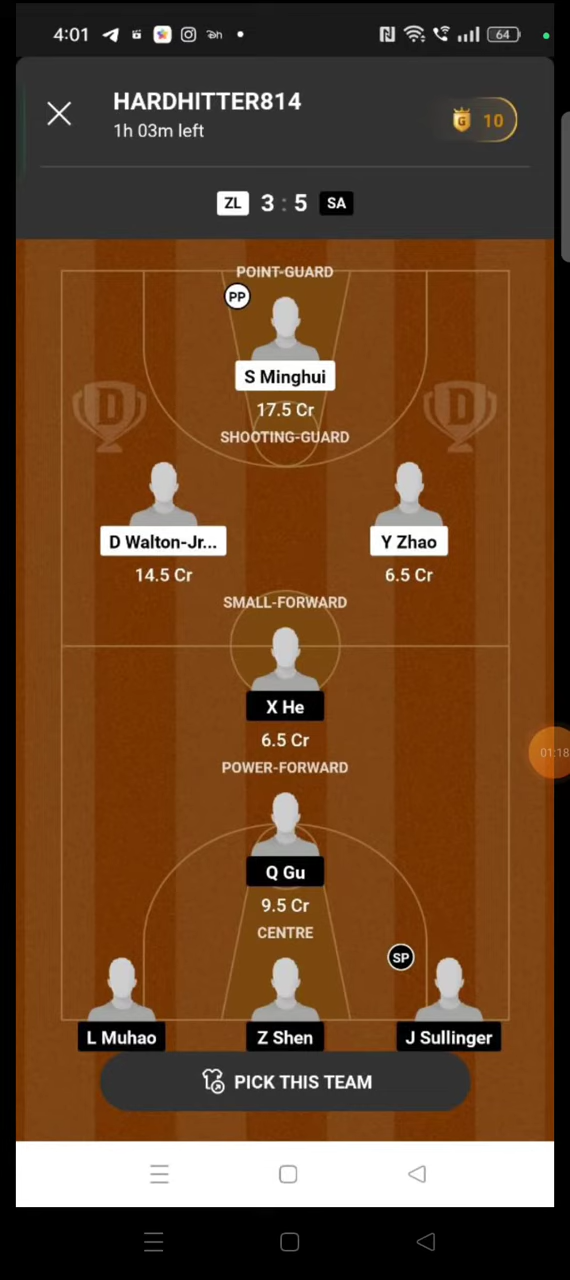 4:01
64
HARDHITTER814
1h 03m left
G 10
ZL 3 : 5 SA
POINT-GUARD
PP
S Minghui
17.5 Cr
SHOOTING-GUARD
D D
D Walton-Jr... Y Zhao
14.5 Cr 6.5 Cr
SMALL-FORWARD
X He
6.5 Cr
01:18
POWER-FORWARD
Q Gu
9.5 Cr
CENTRE
SP
L Muhao Z Shen J Sullinger
PICK THIS TEAM